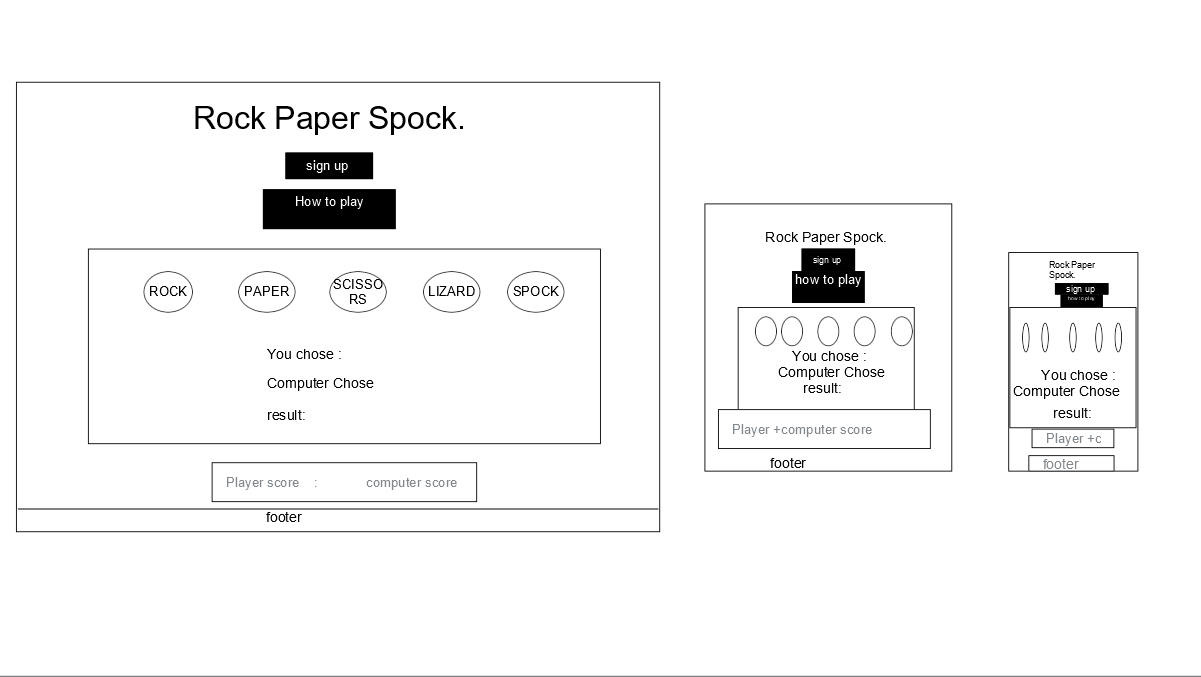 Rock Paper Spock.
sign up
How to play
ROCK
PAPER
SCISSO
RS
LIZARD
SPOCK
You chose :
Computer Chose
result:
Player score : computer score
footer
Rock Paper Spock.
sign up
how to play
You chose :
Computer Chose
result:
Player +computer score
footer
Rock Paper
Spock.
sign up
how to play
You chose :
Computer Chose
result:
Player +c
footer